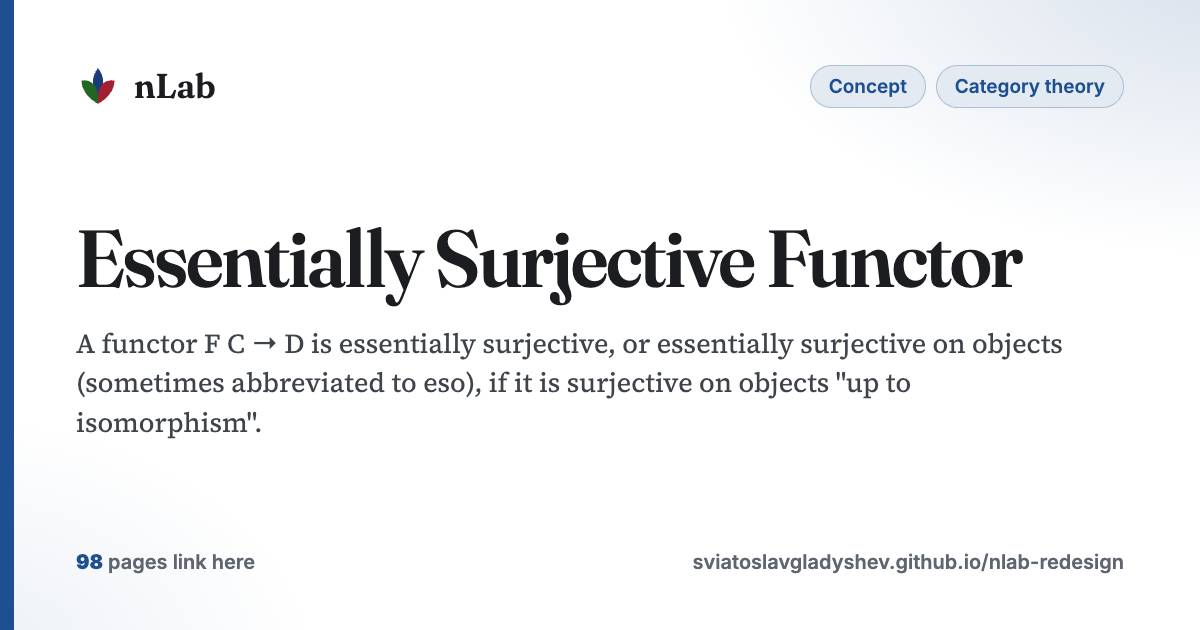 nLab
Concept
Category theory
Essentially Surjective Functor
A functor F C → D is essentially surjective, or essentially surjective on objects
(sometimes abbreviated to eso), if it is surjective on objects "up to
isomorphism".
98 pages link here
sviatoslavgladyshev.github.io/nlab-redesign